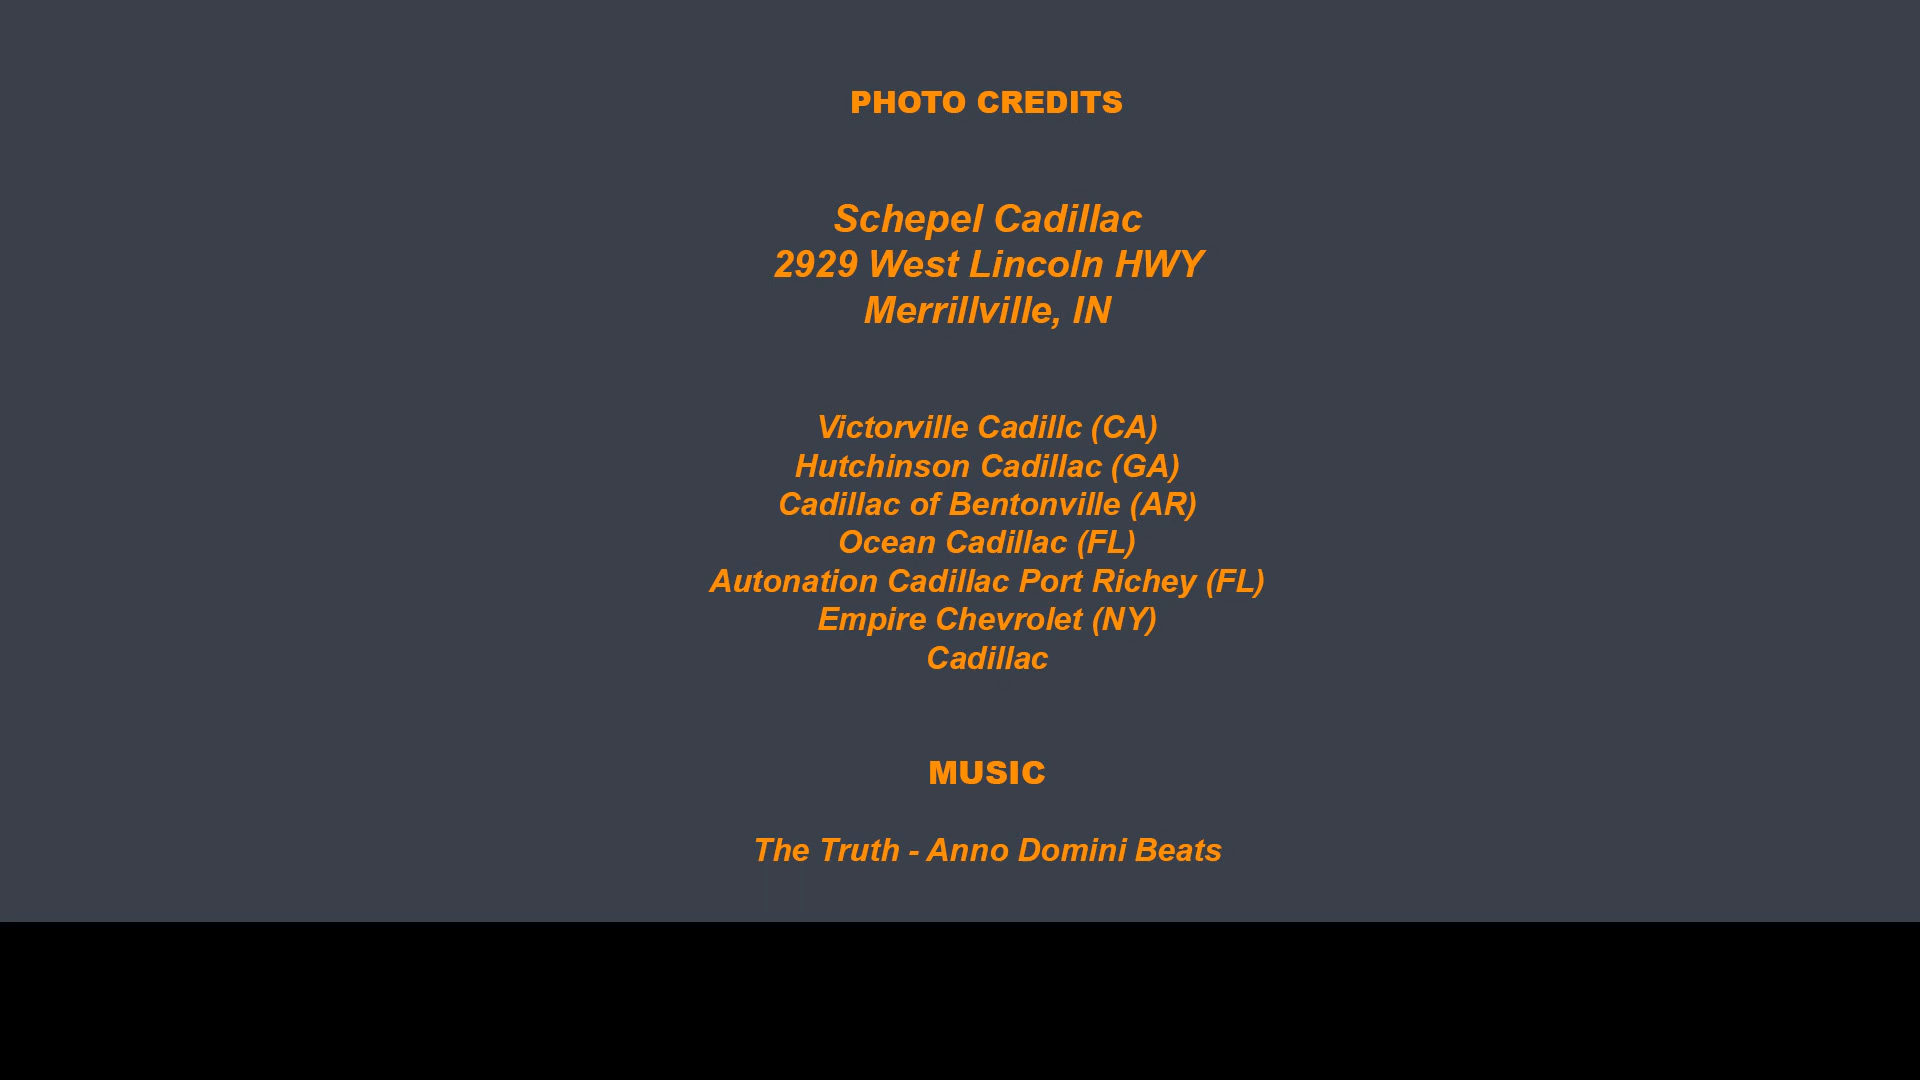 PHOTO CREDITS
Schepel Cadillac
2929 West Lincoln HWY
Merrillville, IN
Victorville Cadillc (CA)
Hutchinson Cadillac (GA)
Cadillac of Bentonville (AR)
Ocean Cadillac (FL)
Autonation Cadillac Port Richey (FL)
Empire Chevrolet (NY)
Cadillac
MUSIC
The Truth - Anno Domini Beats